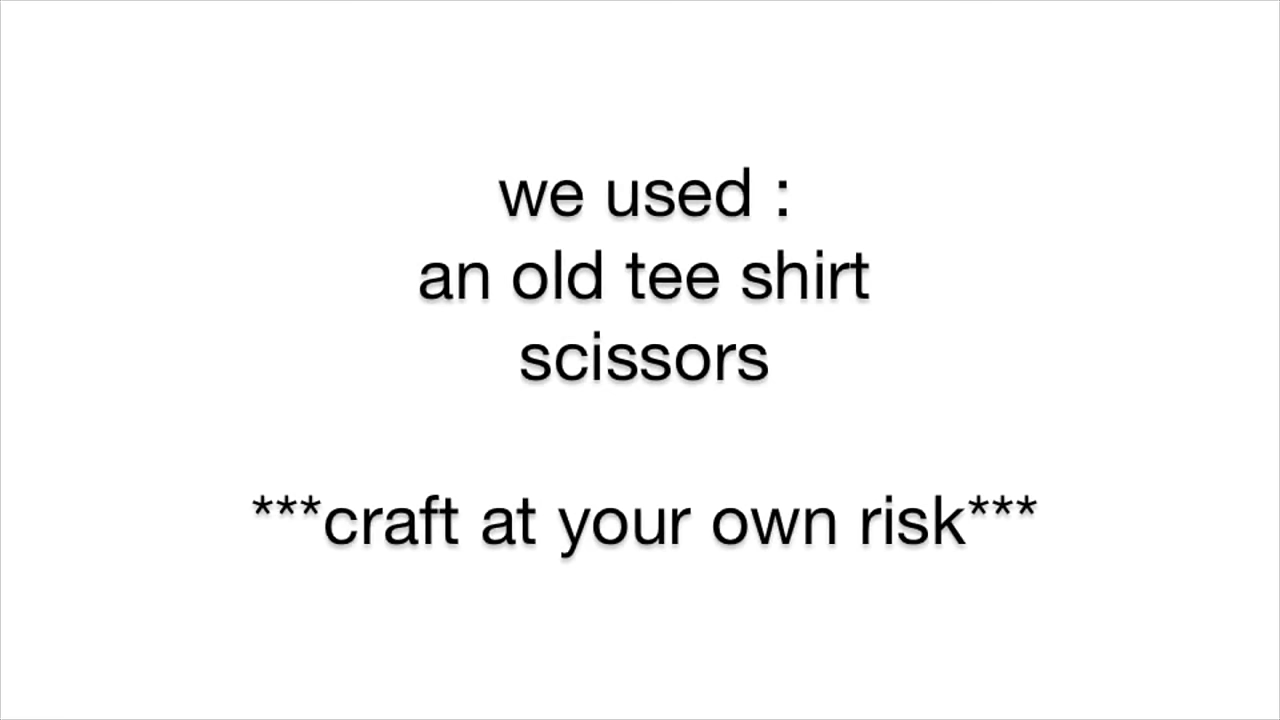 we used :
an old tee shirt
scissors
***craft at your own risk***